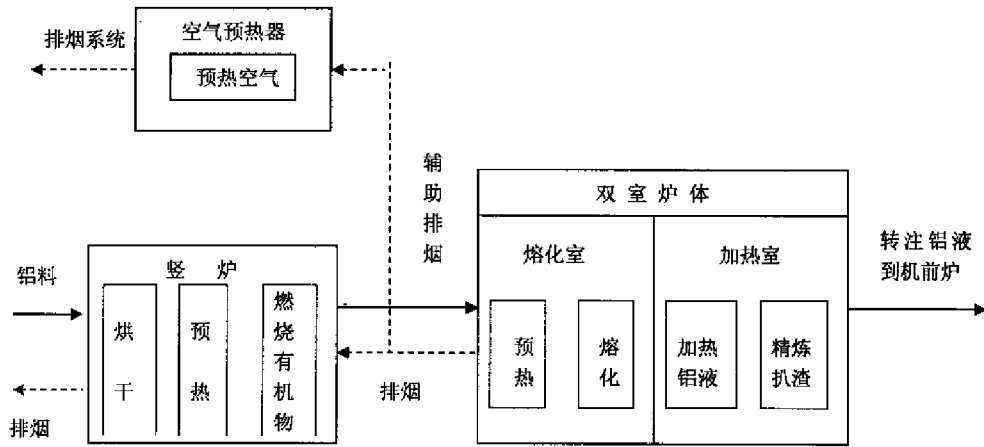 空气预热器
排烟系统
预热空气
辅助排烟
双室炉体
熔化室
加热室
转注铝液
到机前炉
竖炉
铝料
烘干
预热
燃烧有机物
预热
熔化
加热
铝液
精炼
扒渣
排烟
排烟